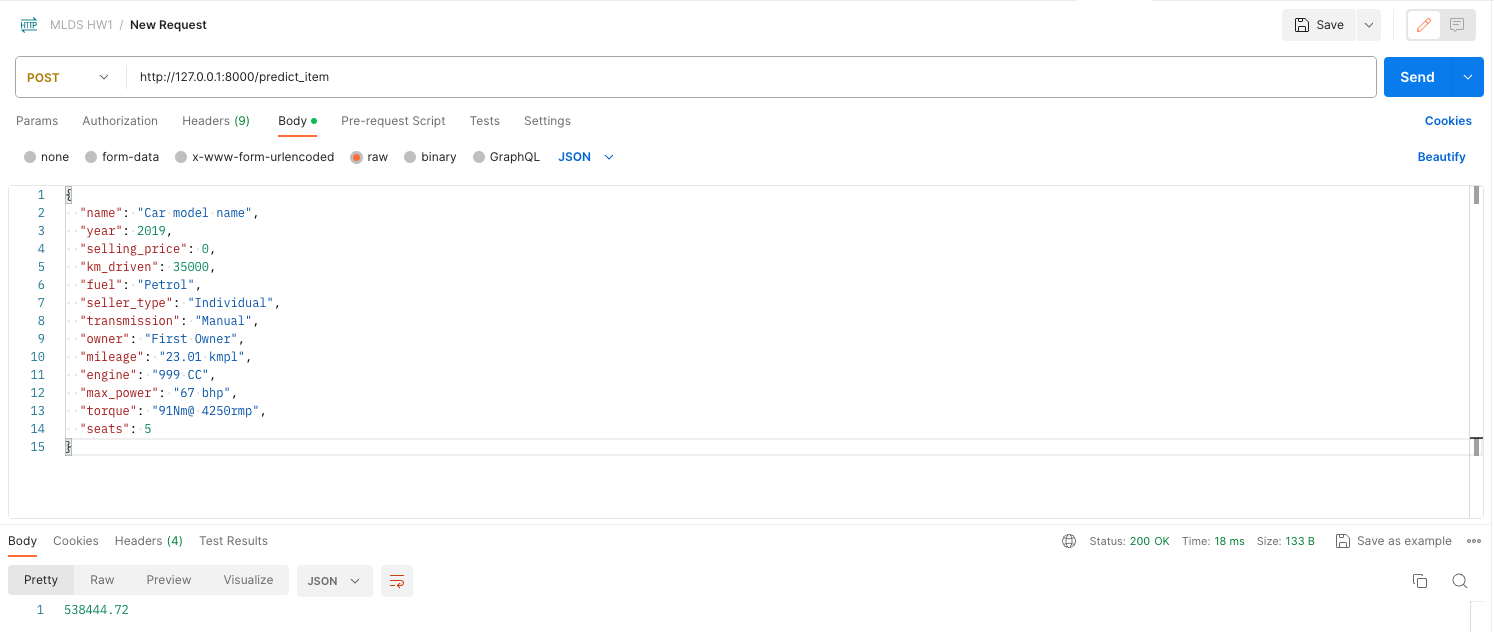 HTTP MLDS HW1 / New Request Save
POST http://127.0.0.1:8000/predict_item Send
Params Authorization Headers (9) Body Pre-request Script Tests Settings Cookies
none form-data x-www-form-urlencoded raw binary GraphQL JSON Beautify
1 {
2 "name": "Car model name",
3 "year": 2019,
4 "selling_price": 0,
5 "km_driven": 35000,
6 "fuel": "Petrol",
7 "seller_type": "Individual",
8 "transmission": "Manual",
9 "owner": "First Owner",
10 "mileage": "23.01 kmpl",
11 "engine": "999 CC",
12 "max_power": "67 bhp",
13 "torque": "91Nm@ 4250rmp",
14 "seats": 5
15 }
Body Cookies Headers (4) Test Results Status: 200 OK Time: 18 ms Size: 133 B Save as example
Pretty Raw Preview Visualize JSON
1 538444.72